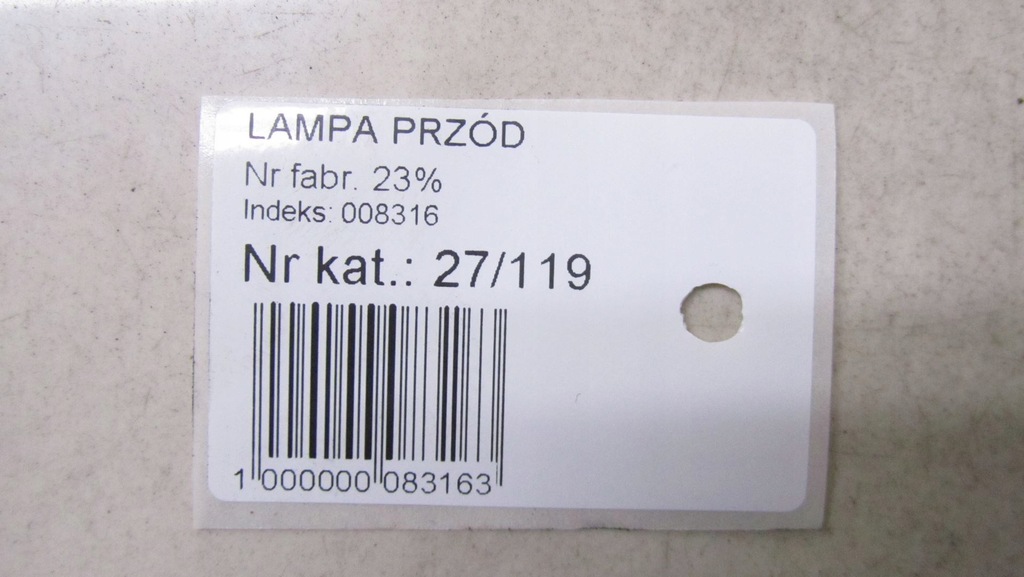 LAMPA PRZÓD
Nr fabr. 23%
Indeks: 008316
Nr kat.: 27/119
1 000000 083163